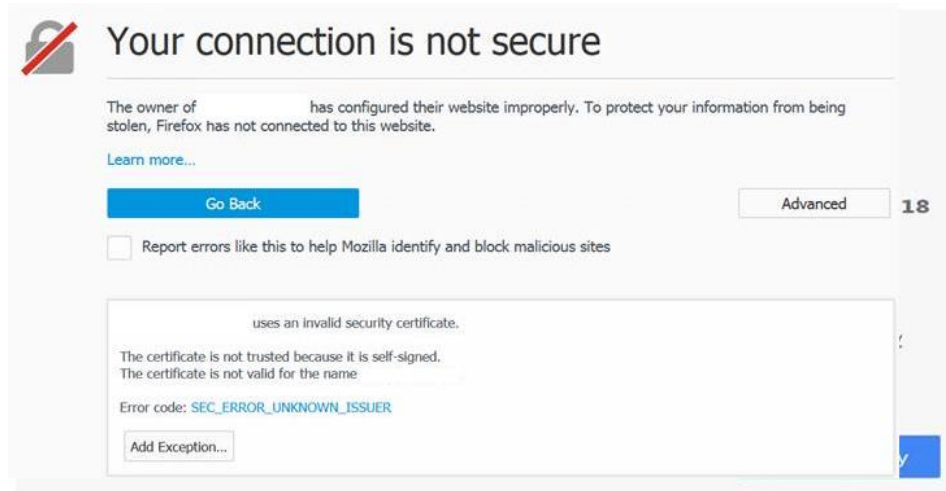 Your connection is not secure
The owner of has configured their website improperly. To protect your information from being
stolen, Firefox has not connected to this website.
Learn more...
Go Back
Advanced
18
Report errors like this to help Mozilla identify and block malicious sites
uses an invalid security certificate.
The certificate is not trusted because it is self-signed.
The certificate is not valid for the name
Error code: SEC_ERROR_UNKNOWN_ISSUER
Add Exception...
y